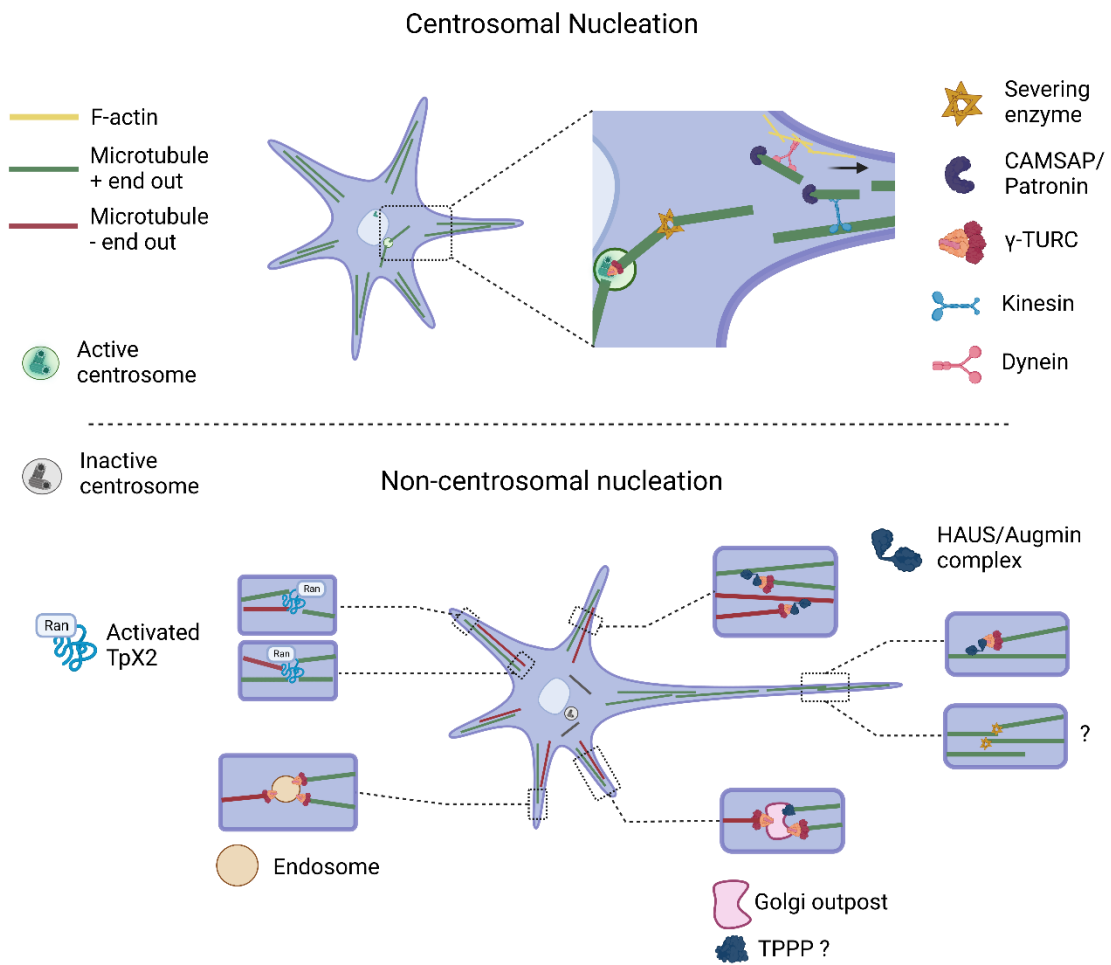 Centrosomal Nucleation
F-actin
Microtubule
+ end out
Microtubule
- end out
Active
centrosome
Severing
enzyme
CAMSAP/
Patronin
γ-TURC
Kinesin
Dynein
Inactive
centrosome
Non-centrosomal nucleation
HAUS/Augmin
complex
Ran
Activated
TpX2
Ran
Ran
?
Endosome
Golgi outpost
TPPP ?